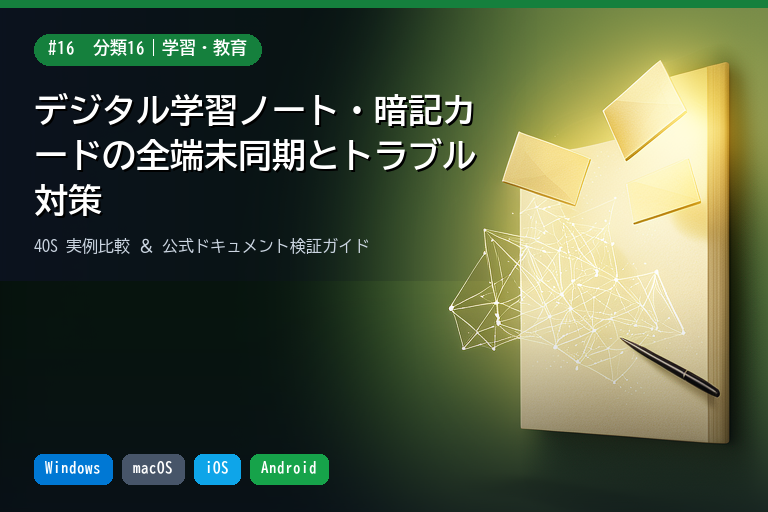 #16 分類16｜学習・教育
デジタル学習ノート・暗記カ
ードの全端末同期とトラブル
対策
4OS 実例比較 ＆ 公式ドキュメント検証ガイド
Windows macOS iOS Android